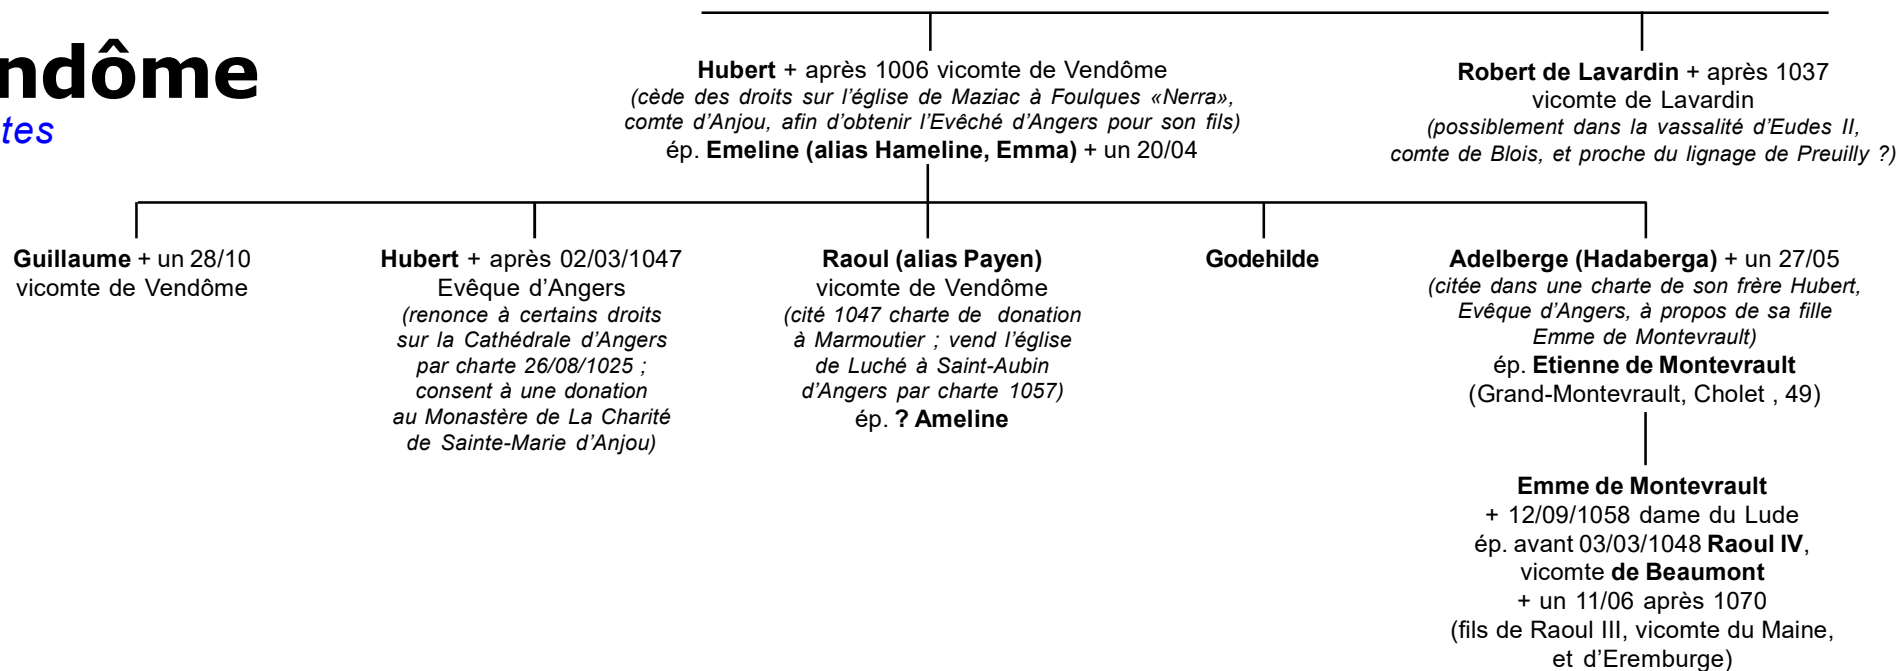 ndôme
tes
Hubert + après 1006 vicomte de Vendôme
(cède des droits sur l’église de Maziac à Foulques «Nerra»,
comte d’Anjou, afin d’obtenir l’Evêché d’Angers pour son fils)
ép. Emeline (alias Hameline, Emma) + un 20/04
Robert de Lavardin + après 1037
vicomte de Lavardin
(possiblement dans la vassalité d’Eudes II,
comte de Blois, et proche du lignage de Preuilly ?)
Guillaume + un 28/10
vicomte de Vendôme
Hubert + après 02/03/1047
Evêque d’Angers
(renonce à certains droits
sur la Cathédrale d’Angers
par charte 26/08/1025 ;
consent à une donation
au Monastère de La Charité
de Sainte-Marie d’Anjou)
Raoul (alias Payen)
vicomte de Vendôme
(cité 1047 charte de donation
à Marmoutier ; vend l’église
de Luché à Saint-Aubin
d’Angers par charte 1057)
ép. ? Ameline
Godehilde
Adelberge (Hadaberga) + un 27/05
(citée dans une charte de son frère Hubert,
Evêque d’Angers, à propos de sa fille
Emme de Montevrault)
ép. Etienne de Montevrault
(Grand-Montevrault, Cholet , 49)
Emme de Montevrault
+ 12/09/1058 dame du Lude
ép. avant 03/03/1048 Raoul IV,
vicomte de Beaumont
+ un 11/06 après 1070
(fils de Raoul III, vicomte du Maine,
et d’Eremburge)